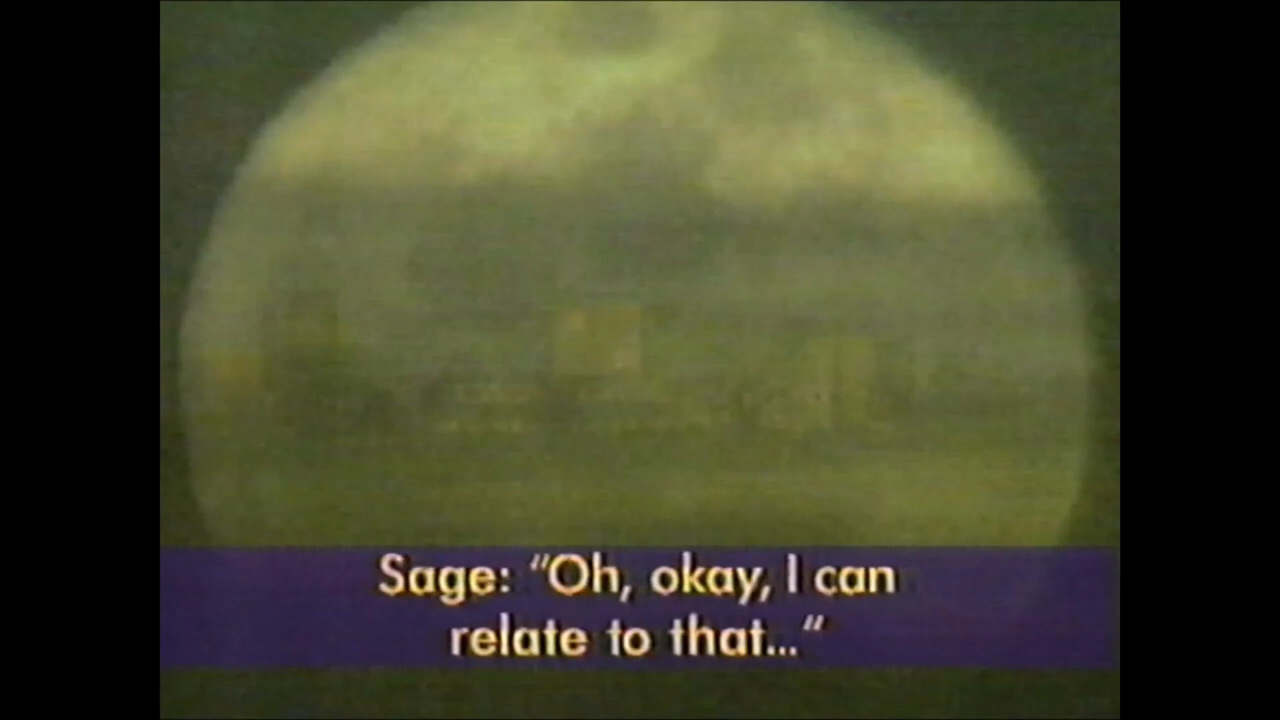 Sage: “Oh, okay, I can
relate to that...“